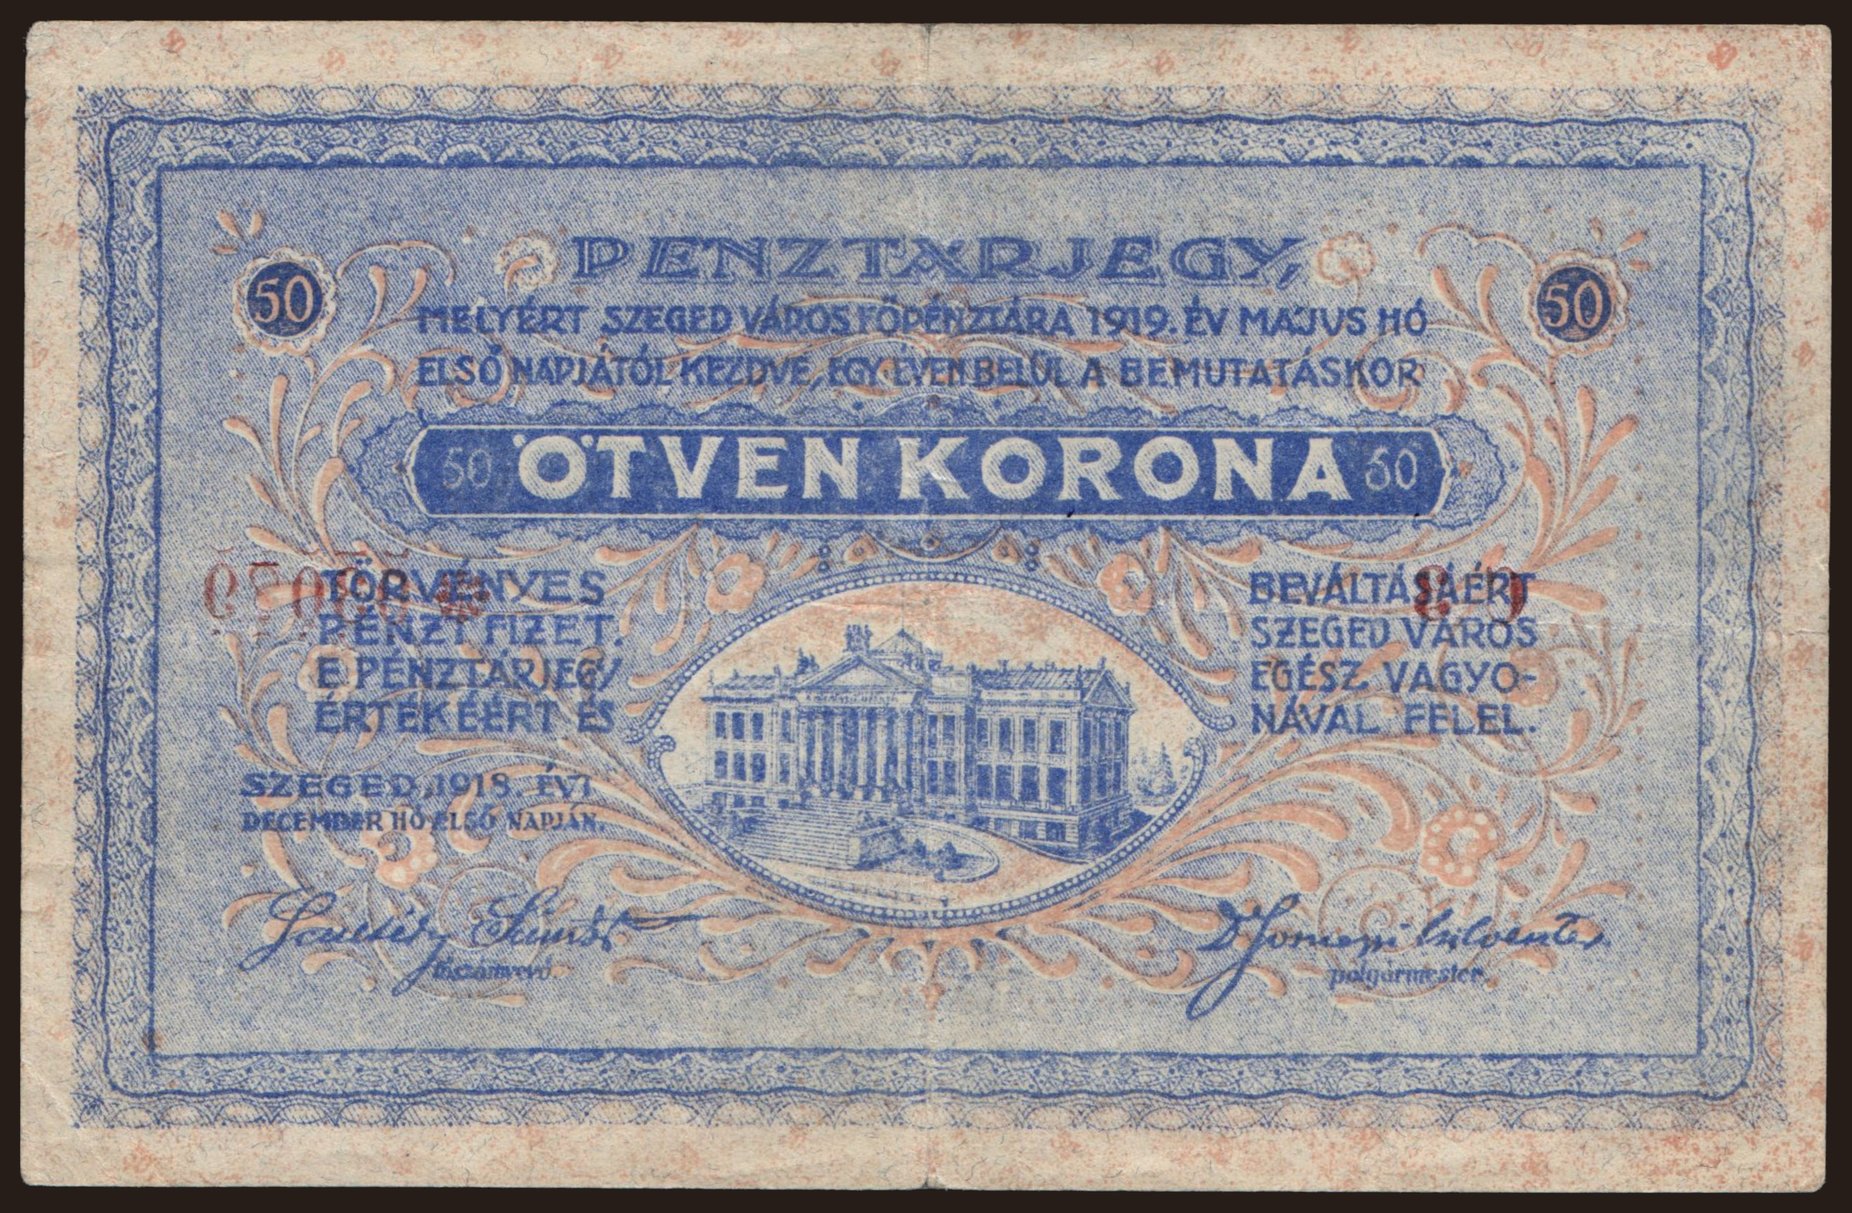 PÉNZTÁRJEGY,
50
50
MELYÉRT SZEGED VÁROS FŐPÉNZTÁRA 1919. ÉV MÁJUS HÓ
ELSŐ NAPJÁTÓL KEZDVE, EGY ÉVEN BELÜL A BEMUTATÁSKOR
50 ÖTVEN KORONA 50
TÖRVÉNYES
PÉNZT FIZET.
E PÉNZTÁRJEGY
ÉRTÉKÉÉRT ÉS
BEVÁLTÁSÁÉRT
SZEGED VÁROS
EGÉSZ VAGYO-
NÁVAL FELEL.
SZEGED, 1918. ÉVI
DECEMBER HÓ ELSŐ NAPJÁN.
főszámvevő.
polgármester.